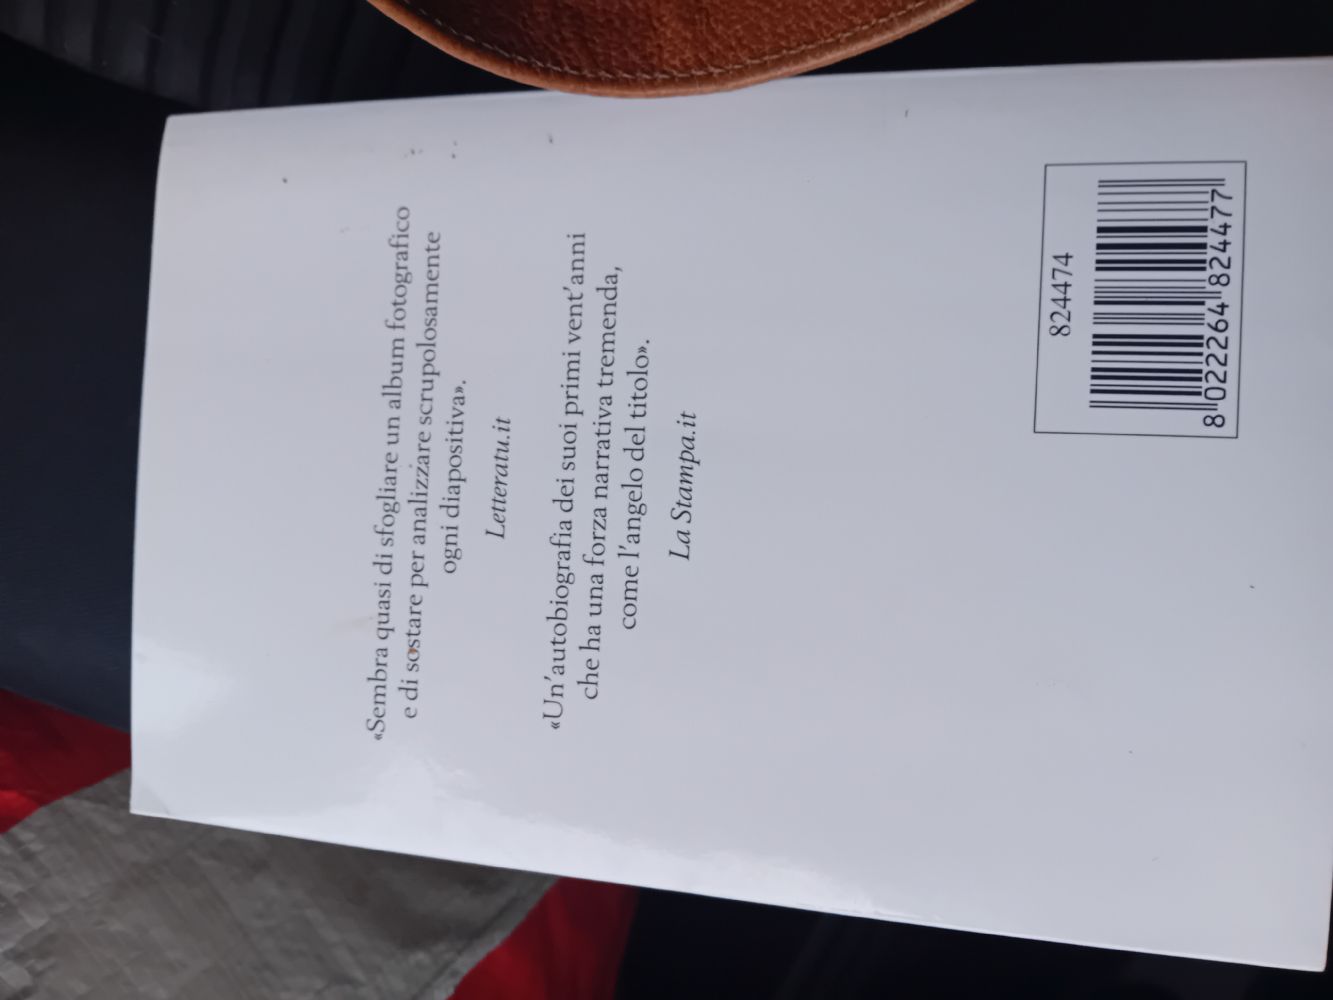 «Sembra quasi di sfogliare un album fotografico
e di sostare per analizzare scrupolosamente
ogni diapositiva».
Letteratu.it
«Un'autobiografia dei suoi primi vent'anni
che ha una forza narrativa tremenda,
come l'angelo del titolo».
La Stampa.it
824474
8 022264 824477